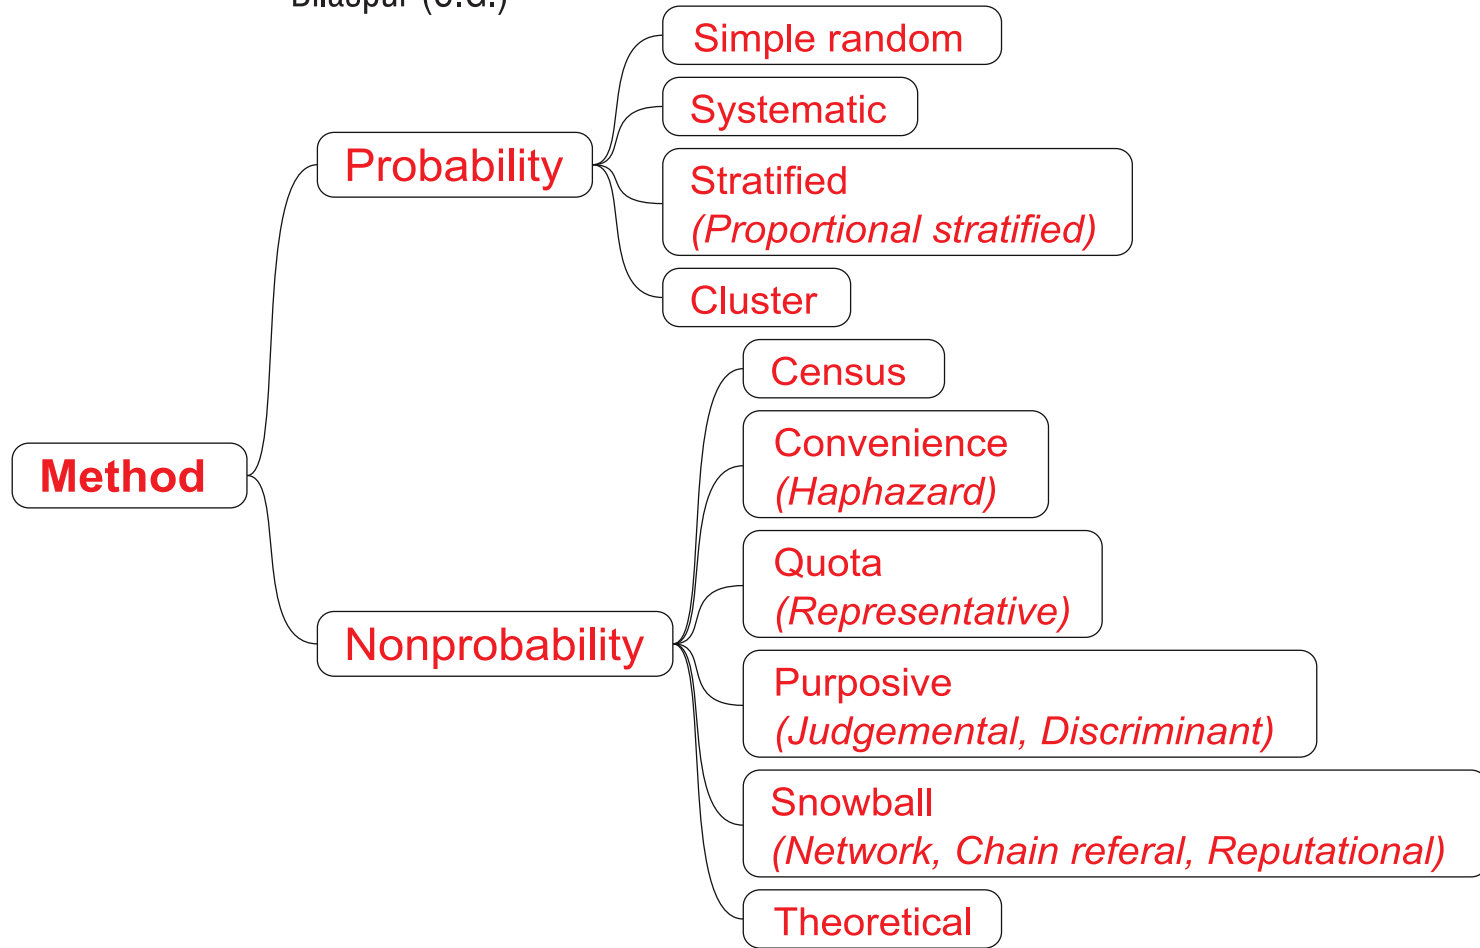 Bilaspur (C.G.)
Simple random
Systematic
Probability
Stratified
(Proportional stratified)
Cluster
Census
Convenience
(Haphazard)
Method
Quota
(Representative)
Nonprobability
Purposive
(Judgemental, Discriminant)
Snowball
(Network, Chain referal, Reputational)
Theoretical